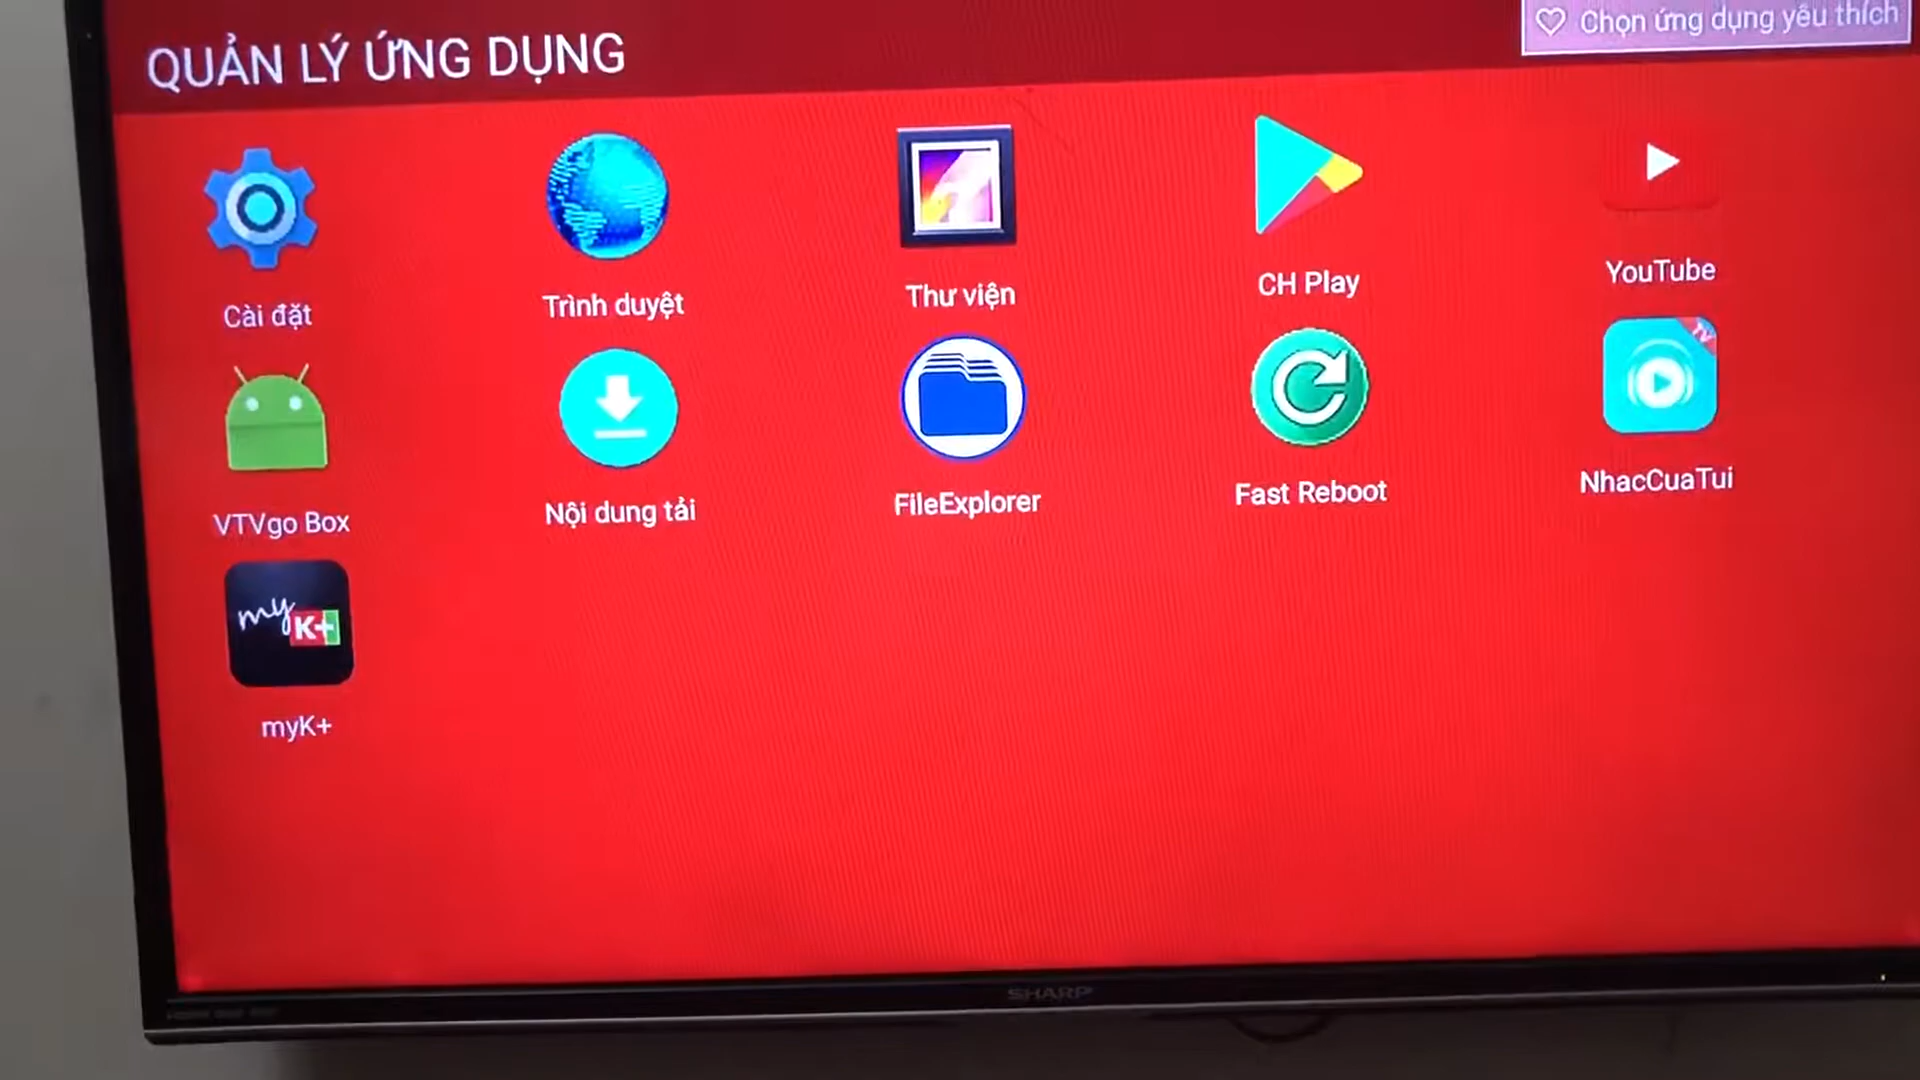 QUẢN LÝ ỨNG DỤNG
Chọn ứng dụng yêu thích
Cài đặt
Trình duyệt
Thư viện
CH Play
YouTube
VTVgo Box
Nội dung tải
FileExplorer
Fast Reboot
NhacCuaTui
my K+
myK+
SHARP